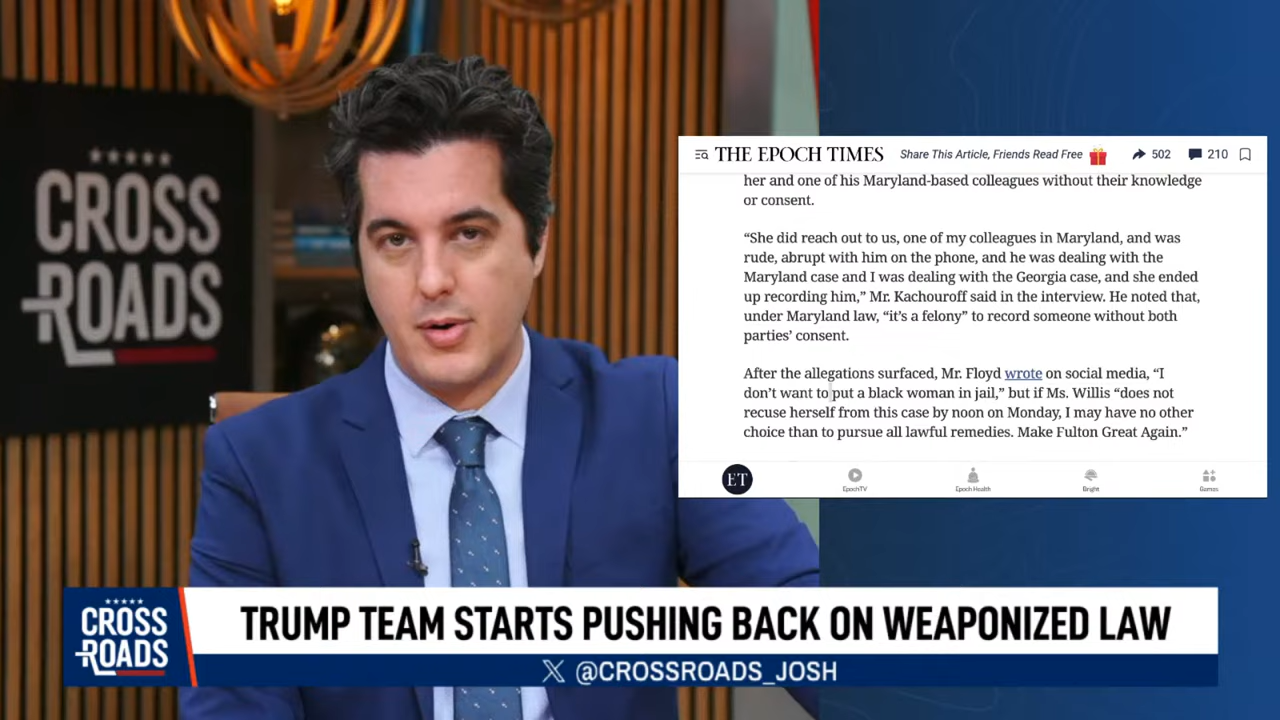 CROSS
ROADS
THE EPOCH TIMES Share This Article, Friends Read Free 502 210
her and one of his Maryland-based colleagues without their knowledge
or consent.
“She did reach out to us, one of my colleagues in Maryland, and was
rude, abrupt with him on the phone, and he was dealing with the
Maryland case and I was dealing with the Georgia case, and she ended
up recording him,” Mr. Kachouroff said in the interview. He noted that,
under Maryland law, “it’s a felony” to record someone without both
parties’ consent.
After the allegations surfaced, Mr. Floyd wrote on social media, “I
don’t want to put a black woman in jail,” but if Ms. Willis “does not
recuse herself from this case by noon on Monday, I may have no other
choice than to pursue all lawful remedies. Make Fulton Great Again.”
ET EpochTV Epoch Health Bright Games
CROSS
ROADS
TRUMP TEAM STARTS PUSHING BACK ON WEAPONIZED LAW
X @CROSSROADS_JOSH